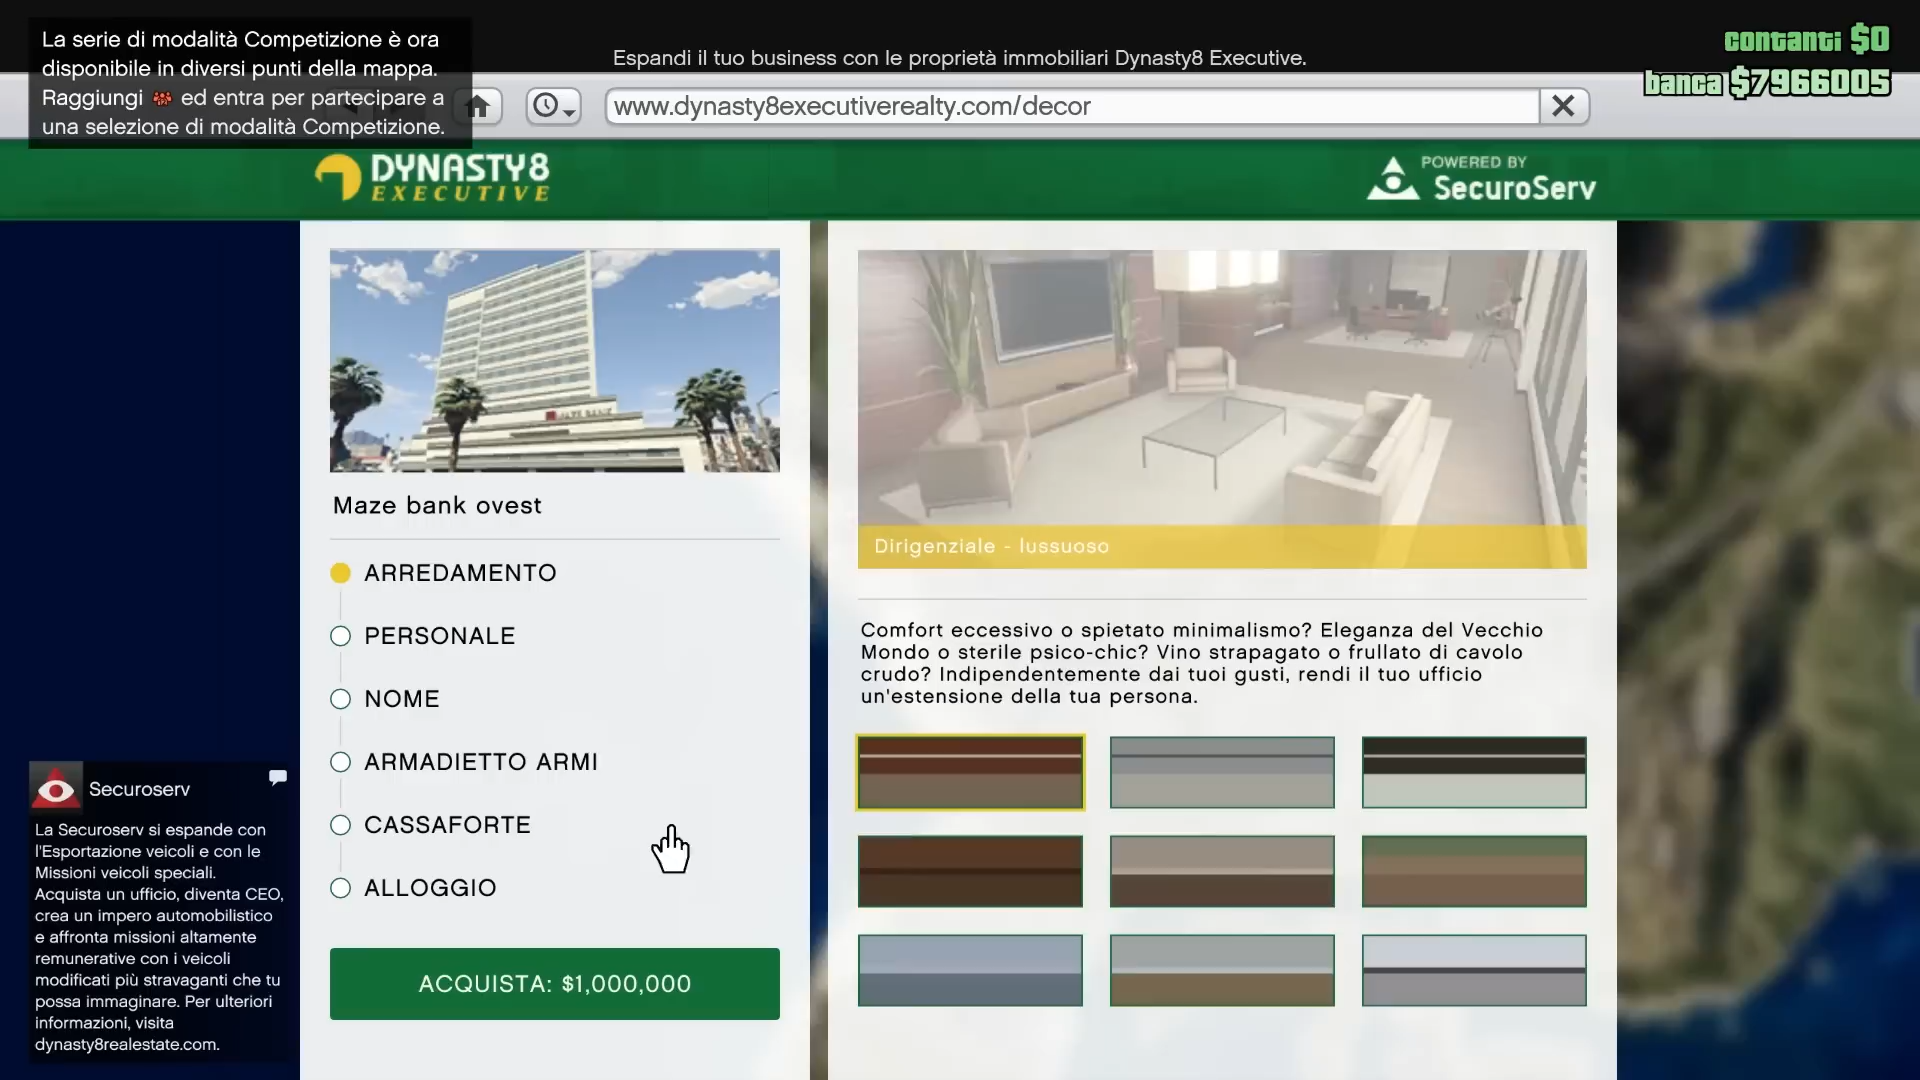 La serie di modalità Competizione è ora
disponibile in diversi punti della mappa.
Raggiungi ed entra per partecipare a
una selezione di modalità Competizione.
Espandi il tuo business con le proprietà immobiliari Dynasty8 Executive.
contanti $0
banca $7966005
www.dynasty8executiverealty.com/decor
DYNASTY8
EXECUTIVE
POWERED BY
SecuroServ
MAZE BANK
Maze bank ovest
ARREDAMENTO
PERSONALE
NOME
ARMADIETTO ARMI
CASSAFORTE
ALLOGGIO
ACQUISTA: $1,000,000
Dirigenziale - lussuoso
Comfort eccessivo o spietato minimalismo? Eleganza del Vecchio
Mondo o sterile psico-chic? Vino strapagato o frullato di cavolo
crudo? Indipendentemente dai tuoi gusti, rendi il tuo ufficio
un'estensione della tua persona.
Securoserv
La Securoserv si espande con
l'Esportazione veicoli e con le
Missioni veicoli speciali.
Acquista un ufficio, diventa CEO,
crea un impero automobilistico
e affronta missioni altamente
remunerative con i veicoli
modificati più stravaganti che tu
possa immaginare. Per ulteriori
informazioni, visita
dynasty8realestate.com.